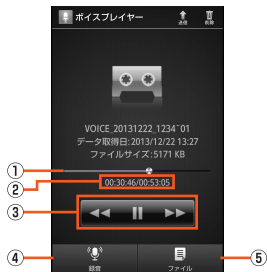 ボイスプレイヤー
送信
削除
VOICE_20131222_1234~01
データ取得日:2013/12/22 13:27
ファイルサイズ:5171 KB
①
00:30:46/00:53:05
②
③
④
録音
ファイル
⑤